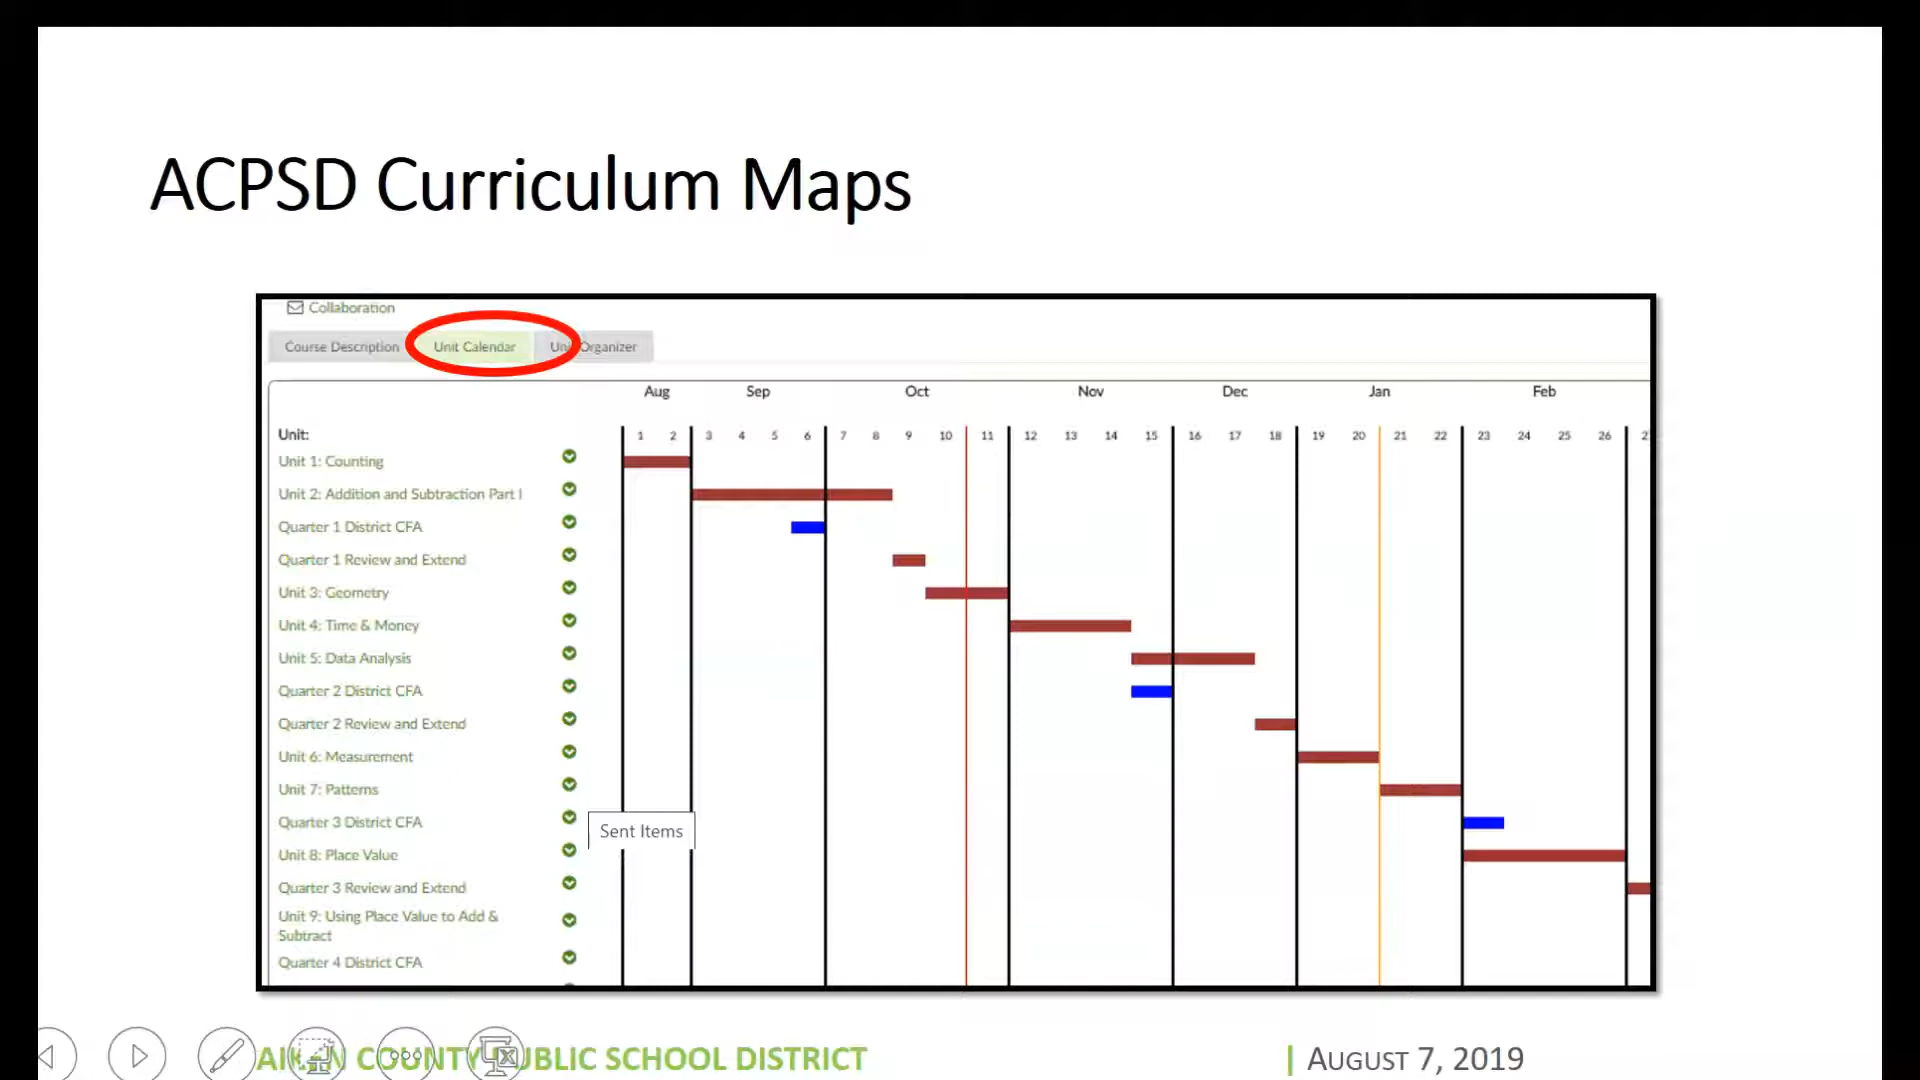 ACPSD Curriculum Maps
Collaboration
Course Description Unit Calendar Unit Organizer
Aug Sep Oct Nov Dec Jan Feb
Unit: 1 2 3 4 5 6 7 8 9 10 11 12 13 14 15 16 17 18 19 20 21 22 23 24 25 26
Unit 1: Counting
Unit 2: Addition and Subtraction Part I
Quarter 1 District CFA
Quarter 1 Review and Extend
Unit 3: Geometry
Unit 4: Time & Money
Unit 5: Data Analysis
Quarter 2 District CFA
Quarter 2 Review and Extend
Unit 6: Measurement
Unit 7: Patterns
Quarter 3 District CFA
Sent Items
Unit 8: Place Value
Quarter 3 Review and Extend
Unit 9: Using Place Value to Add &
Subtract
Quarter 4 District CFA
AIKEN COUNTY PUBLIC SCHOOL DISTRICT | AUGUST 7, 2019